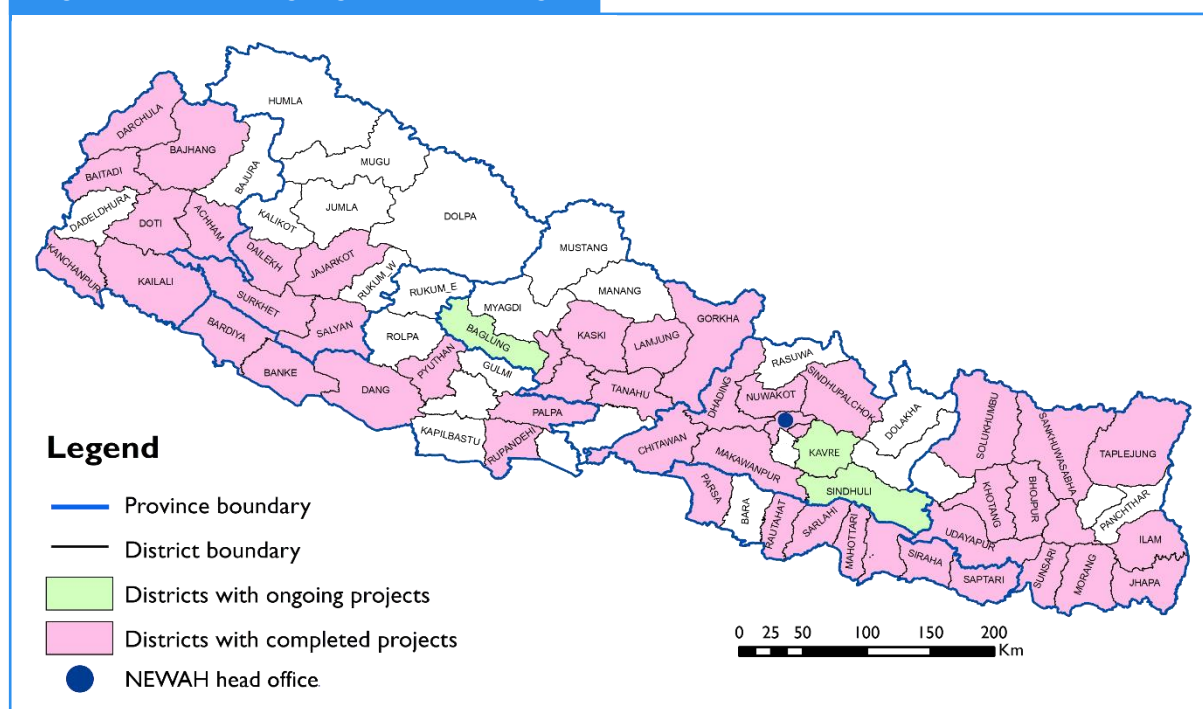 HUMLA
DARCHULA
BAJHANG
MUGU
BAITADI
BAJURA
JUMLA
DADELDHURA
DOTI
ACHHAM
KALIKOT
DOLPA
MUSTANG
KANCHANPUR
KAILALI
DAILEKH
JAJARKOT
RUKUM_W
RUKUM_E
MYAGDI
MANANG
SURKHET
SALYAN
BAGLUNG
KASKI
LAMJUNG
GORKHA
BARDIYA
ROLPA
PYUTHAN
GULMI
RASUWA
BANKE
DANG
TANAHU
DHADING
NUWAKOT
SINDHUPALCHOK
DOLAKHA
SOLUKHUMBU
SANKHUWASABHA
TAPLEJUNG
PALPA
KAPILBASTU
RUPANDEHI
CHITAWAN
MAKAWANPUR
KAVRE
SINDHULI
KHOTANG
BHOJPUR
PANCHTHAR
PARSA
BARA
RAUTAHAT
SARLAHI
MAHOTTARI
..
SIRAHA
SAPTARI
UDAYAPUR
SUNSARI
MORANG
ILAM
JHAPA
Legend
Province boundary
District boundary
Districts with ongoing projects
Districts with completed projects
NEWAH head office
0 25 50 100 150 200
Km